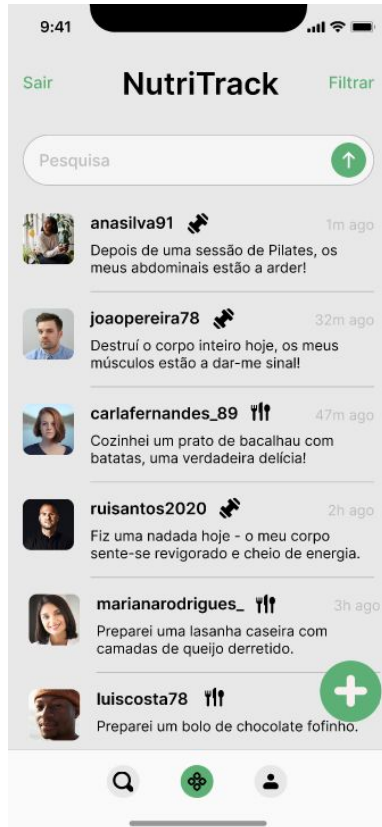 9:41
Sair NutriTrack Filtrar
Pesquisa
anasilva91 1m ago
Depois de uma sessão de Pilates, os
meus abdominais estão a arder!
joaopereira78 32m ago
Destruí o corpo inteiro hoje, os meus
músculos estão a dar-me sinal!
carlafernandes_89 47m ago
Cozinhei um prato de bacalhau com
batatas, uma verdadeira delícia!
ruisantos2020 2h ago
Fiz uma nadada hoje - o meu corpo
sente-se revigorado e cheio de energia.
marianarodrigues_ 3h ago
Preparei uma lasanha caseira com
camadas de queijo derretido.
luiscosta78
Preparei um bolo de chocolate fofinho.